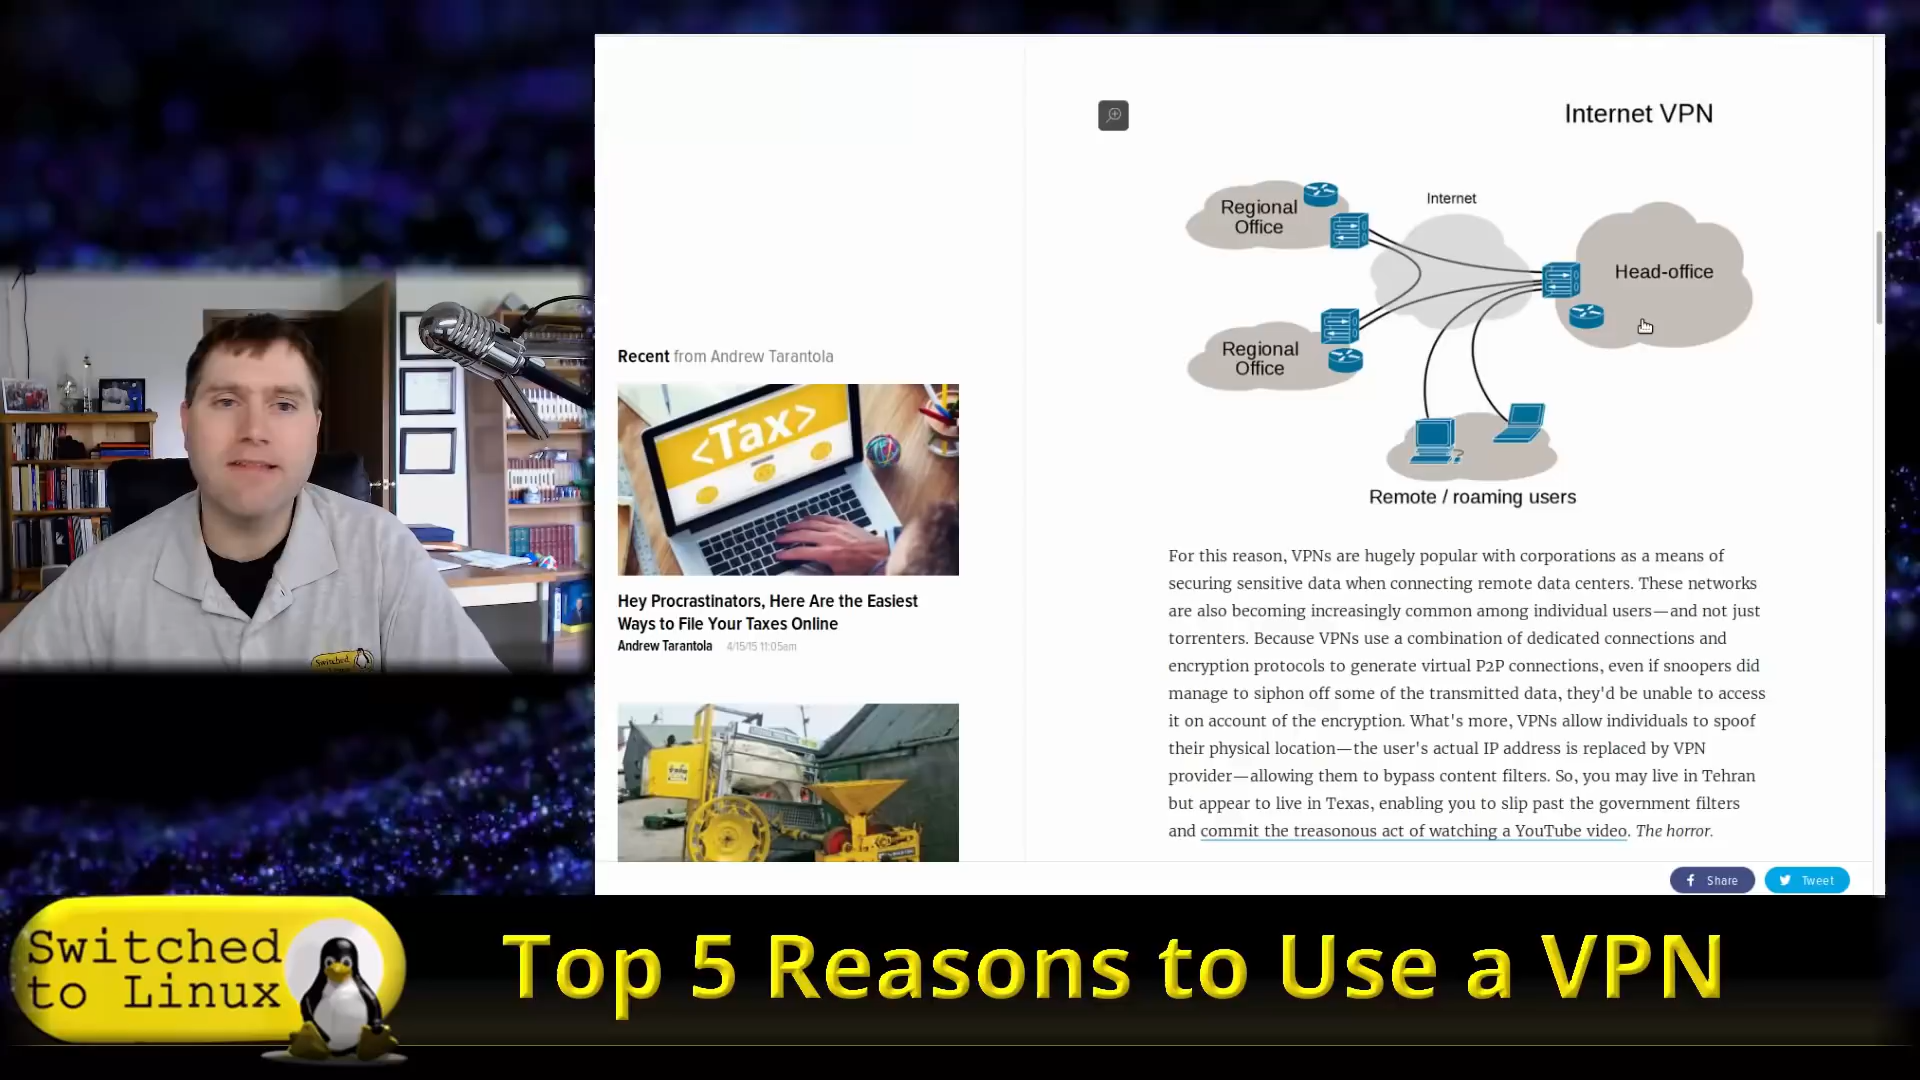 Internet VPN
Regional
Office
Internet
Head-office
Regional
Office
Remote / roaming users
Recent from Andrew Tarantola
<Tax>
Hey Procrastinators, Here Are the Easiest
Ways to File Your Taxes Online
Andrew Tarantola 4/15/15 11:05am
For this reason, VPNs are hugely popular with corporations as a means of
securing sensitive data when connecting remote data centers. These networks
are also becoming increasingly common among individual users—and not just
torrenters. Because VPNs use a combination of dedicated connections and
encryption protocols to generate virtual P2P connections, even if snoopers did
manage to siphon off some of the transmitted data, they'd be unable to access
it on account of the encryption. What's more, VPNs allow individuals to spoof
their physical location—the user's actual IP address is replaced by VPN
provider—allowing them to bypass content filters. So, you may live in Tehran
but appear to live in Texas, enabling you to slip past the government filters
and commit the treasonous act of watching a YouTube video. The horror.
Share
Tweet
Switched
Switched
to Linux
Top 5 Reasons to Use a VPN